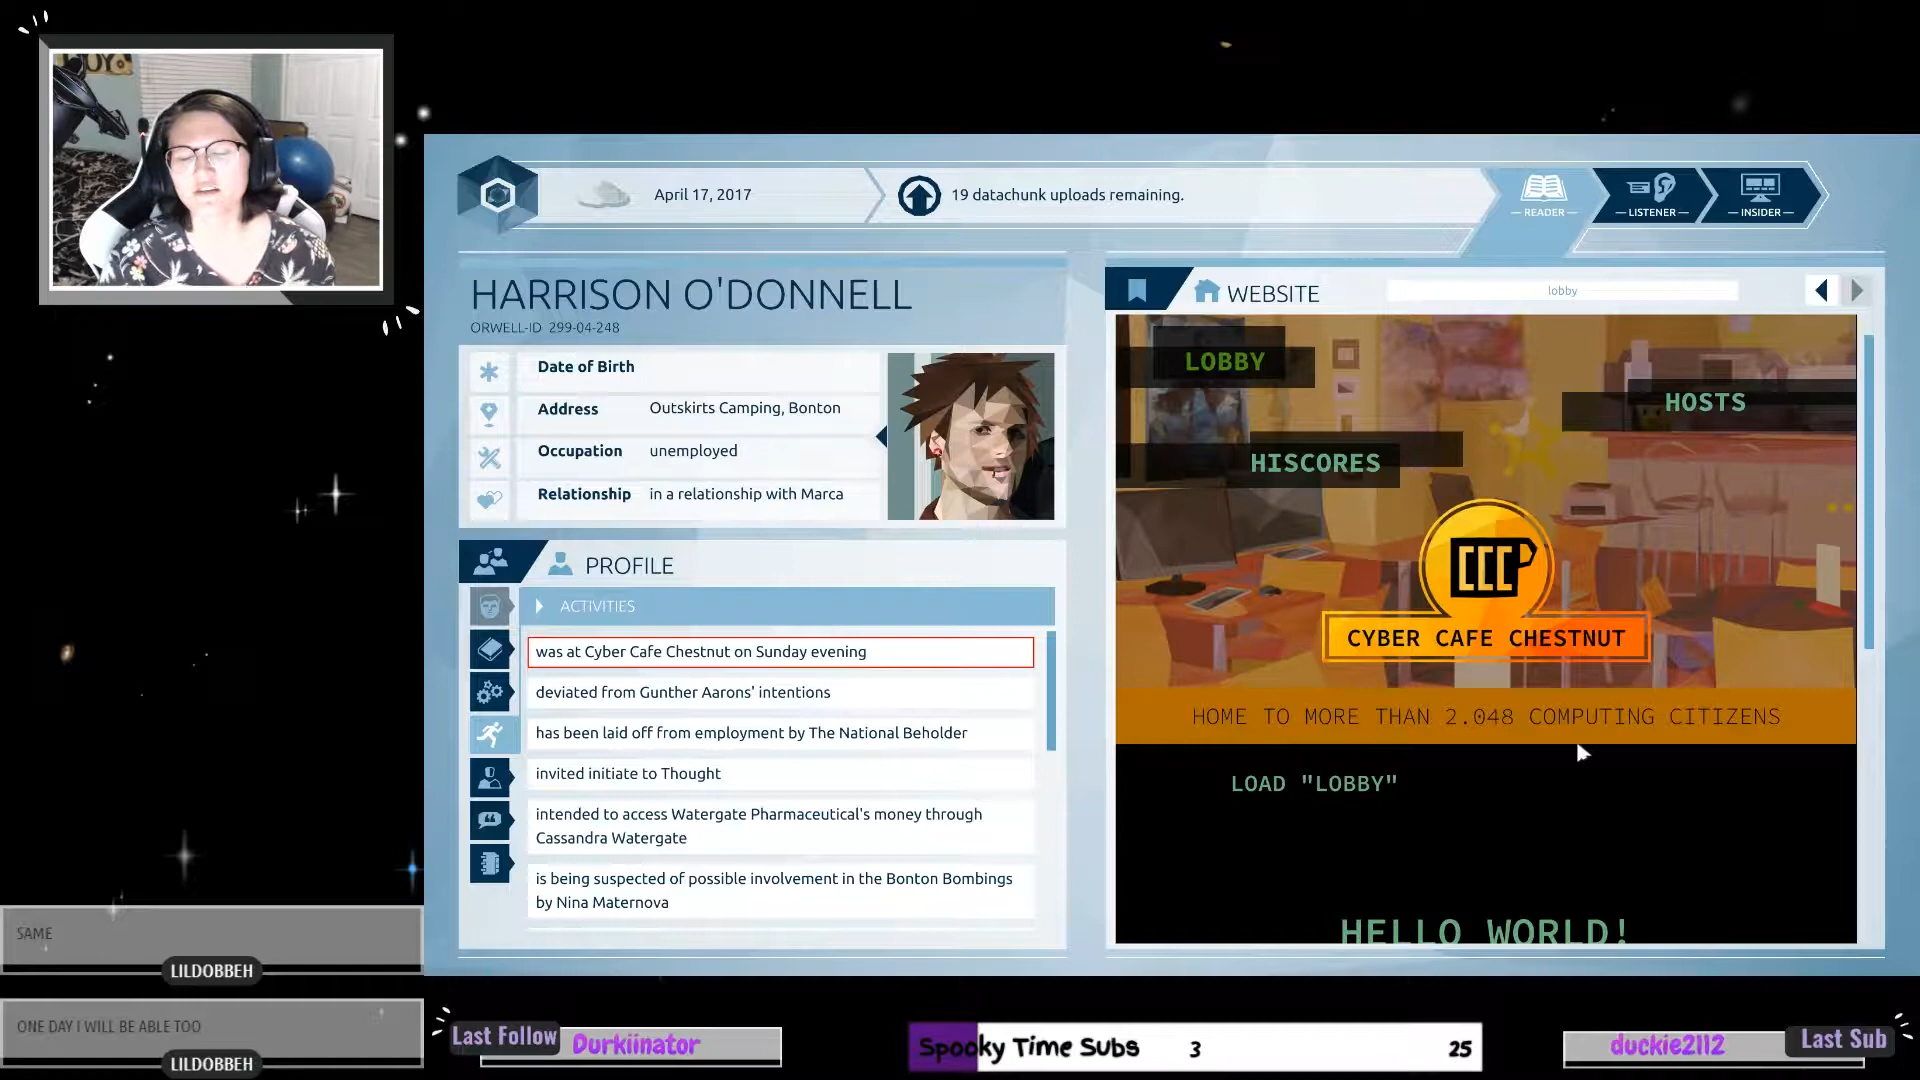 April 17, 2017
19 datachunk uploads remaining.
READER
LISTENER
INSIDER
HARRISON O'DONNELL
ORWELL-ID 299-04-248
Date of Birth
Address Outskirts Camping, Bonton
Occupation unemployed
Relationship in a relationship with Marca
PROFILE
ACTIVITIES
was at Cyber Cafe Chestnut on Sunday evening
deviated from Gunther Aarons' intentions
has been laid off from employment by The National Beholder
invited initiate to Thought
intended to access Watergate Pharmaceutical's money through
Cassandra Watergate
is being suspected of possible involvement in the Bonton Bombings
by Nina Maternova
WEBSITE
lobby
LOBBY
HOSTS
HISCORES
CCC
CYBER CAFE CHESTNUT
HOME TO MORE THAN 2.048 COMPUTING CITIZENS
LOAD "LOBBY"
HELLO WORLD!
SAME
LILDOBBEH
ONE DAY I WILL BE ABLE TOO
LILDOBBEH
Last Follow
Durkiinator
Spooky Time Subs 3 25
duckie2112
Last Sub